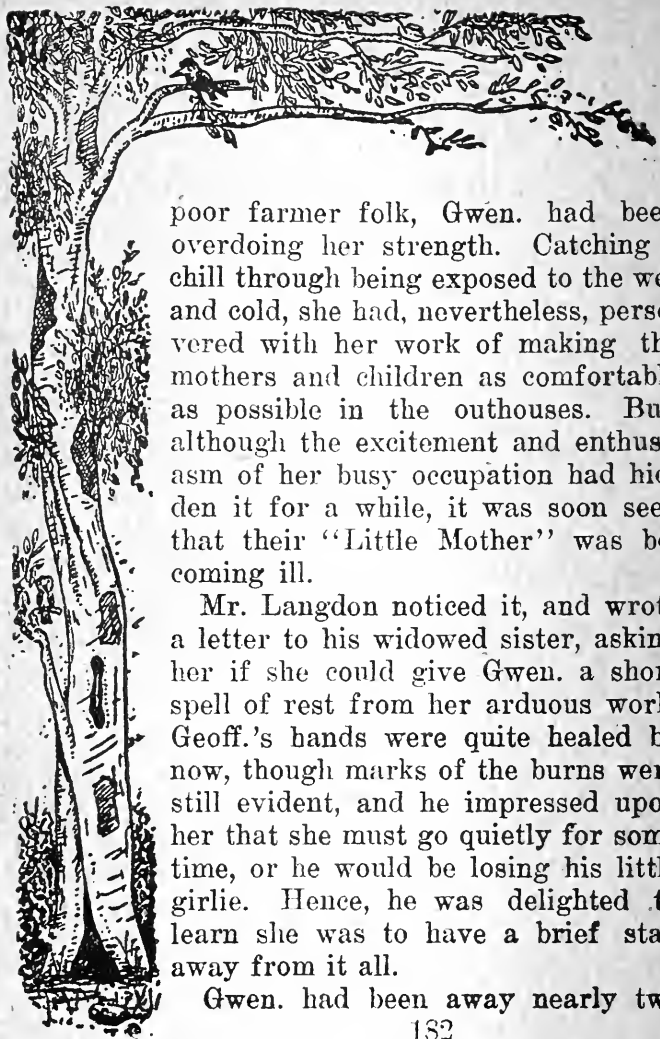 poor farmer folk, Gwen. had bee
overdoing her strength. Catching
chill through being exposed to the we
and cold, she had, nevertheless, perse
vered with her work of making th
mothers and children as comfortabl
as possible in the outhouses. Bu
although the excitement and enthus
asm of her busy occupation had hid
den it for a while, it was soon see
that their "Little Mother" was be
coming ill.
Mr. Langdon noticed it, and wrot
a letter to his widowed sister, askin
her if she could give Gwen. a shor
spell of rest from her arduous work
Geoff.'s hands were quite healed b
now, though marks of the burns wer
still evident, and he impressed upo
her that she must go quietly for som
time, or he would be losing his littl
girlie. Hence, he was delighted t
learn she was to have a brief sta
away from it all.
Gwen. had been away nearly tw
182